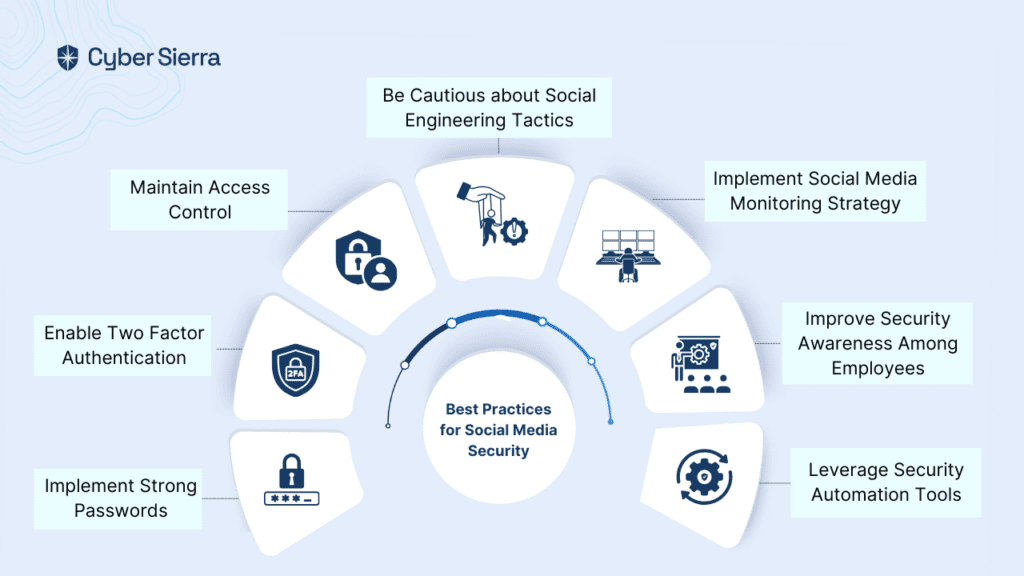 Cyber Sierra
Be Cautious about Social
Engineering Tactics
Maintain Access
Control
Implement Social Media
Monitoring Strategy
Enable Two Factor
Authentication
2FA
Improve Security
Awareness Among
Employees
Best Practices
for Social Media
Security
Implement Strong
Passwords
***_
Leverage Security
Automation Tools